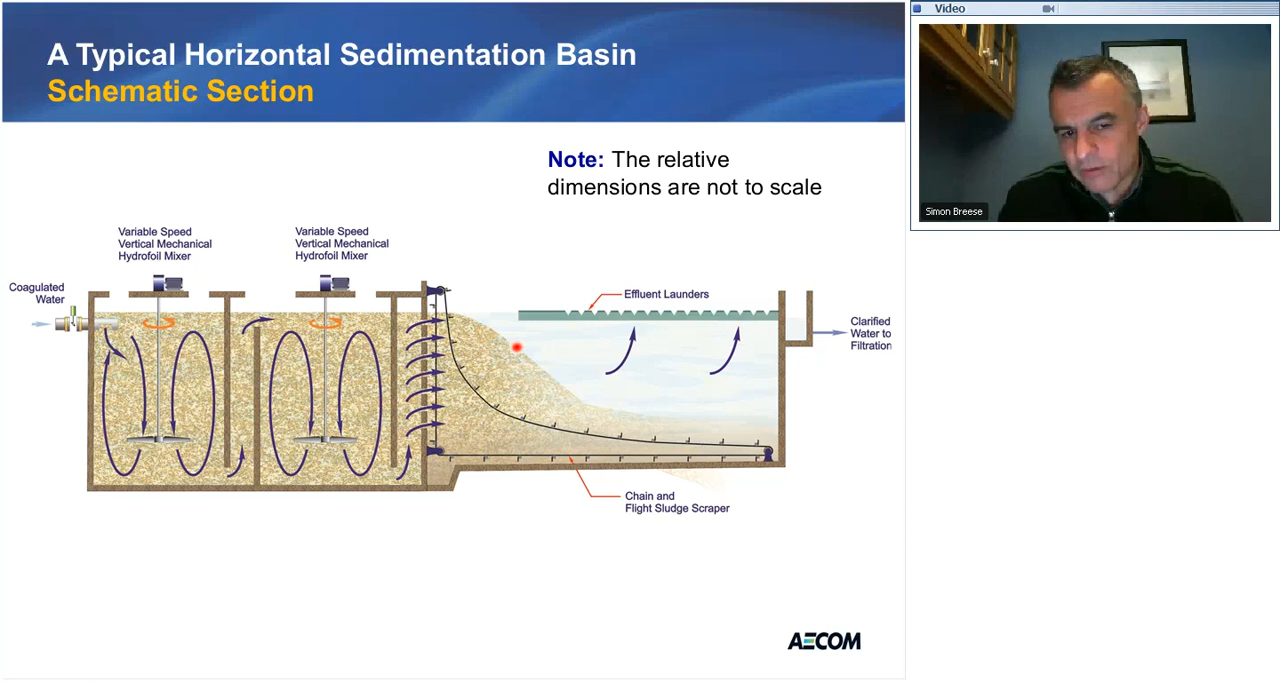 A Typical Horizontal Sedimentation Basin
Schematic Section
Note: The relative
dimensions are not to scale
Variable Speed
Vertical Mechanical
Hydrofoil Mixer
Variable Speed
Vertical Mechanical
Hydrofoil Mixer
Coagulated
Water
Effluent Launders
Clarified
Water to
Filtration
Chain and
Flight Sludge Scraper
AECOM
Video
Simon Breese